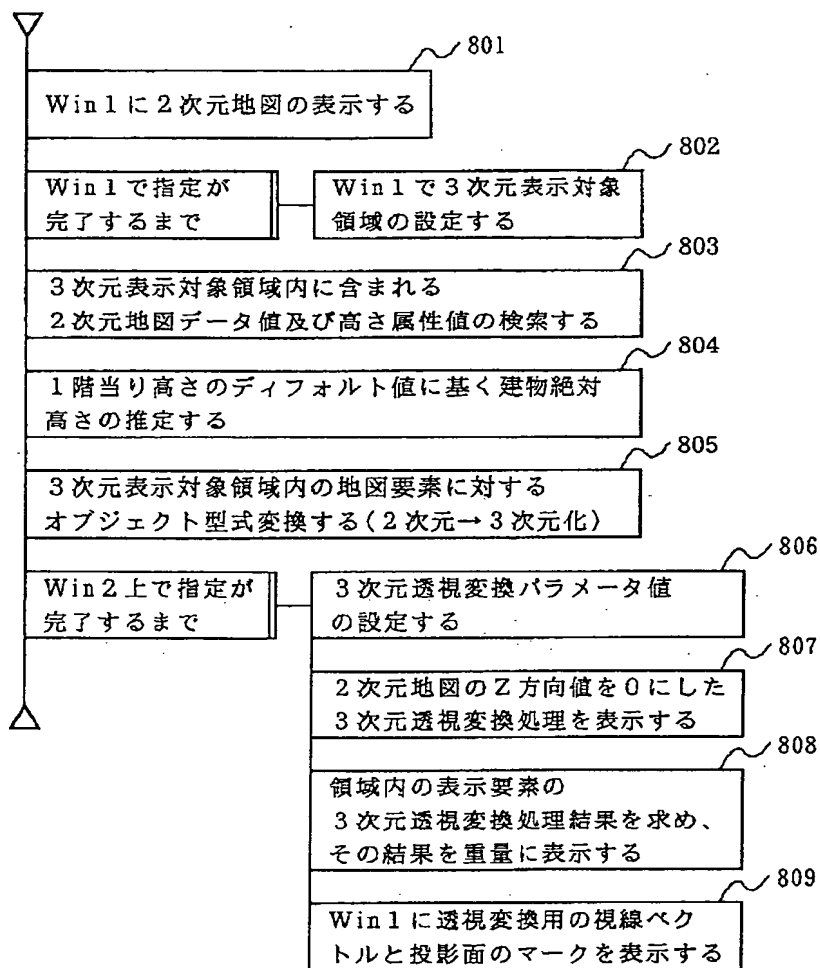 801
Win1に2次元地図の表示する
802
Win1で指定が
完了するまで
Win1で3次元表示対象
領域の設定する
803
3次元表示対象領域内に含まれる
2次元地図データ値及び高さ属性値の検索する
804
1階当り高さのディフォルト値に基く建物絶対
高さの推定する
805
3次元表示対象領域内の地図要素に対する
オブジェクト型式変換する(2次元→3次元化)
806
Win2上で指定が
完了するまで
3次元透視変換パラメータ値
の設定する
807
2次元地図のZ方向値を0にした
3次元透視変換処理を表示する
808
領域内の表示要素の
3次元透視変換処理結果を求め、
その結果を重量に表示する
809
Win1に透視変換用の視線ベク
トルと投影面のマークを表示する